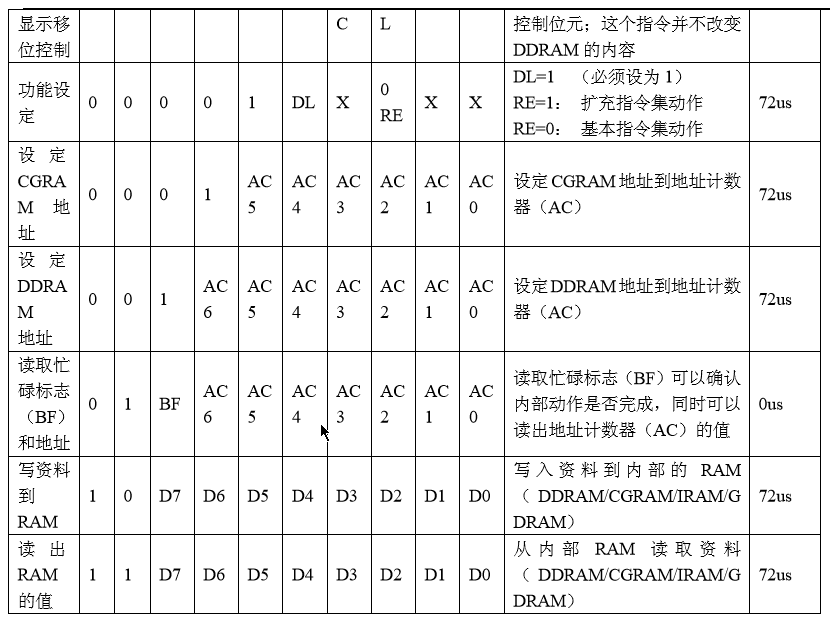 显示移 C L 控制位元；这个指令并不改变
位控制 DDRAM 的内容
功能设
定 0 0 0 0 1 DL X 0 RE X X DL=1 （必须设为 1） 72us
RE=1： 扩充指令集动作
RE=0： 基本指令集动作
设 定
CGRA
M 地
址 0 0 0 1 AC5 AC4 AC3 AC2 AC1 AC0 设定 CGRAM 地址到地址计数 72us
器（AC）
设 定
DDRA
M
地址 0 0 1 AC6 AC5 AC4 AC3 AC2 AC1 AC0 设定 DDRAM 地址到地址计数 72us
器（AC）
读取忙
碌标志
（BF）
和地址 0 1 BF AC6 AC5 AC4 AC3 AC2 AC1 AC0 读取忙碌标志（BF）可以确认 0us
内部动作是否完成，同时可以
读出地址计数器（AC）的值
写资料
到
RAM 1 0 D7 D6 D5 D4 D3 D2 D1 D0 写入资料到内部的 RAM 72us
（DDRAM/CGRAM/IRAM/G
DRAM）
读 出
RAM
的值 1 1 D7 D6 D5 D4 D3 D2 D1 D0 从内部 RAM 读取资料 72us
（DDRAM/CGRAM/IRAM/G
DRAM）